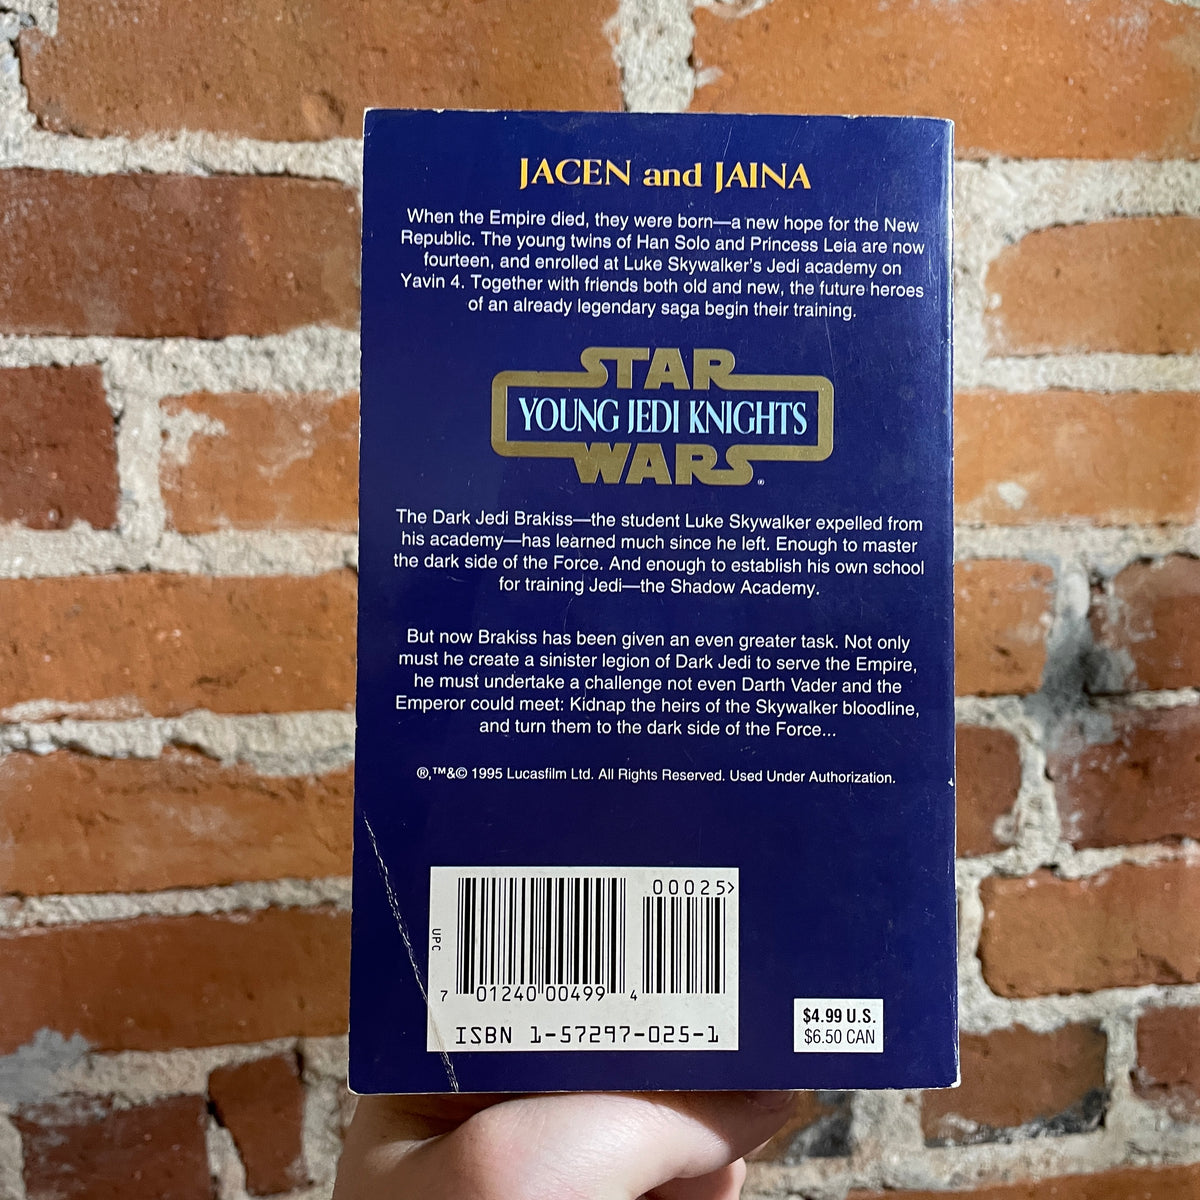 JACEN and JAINA
When the Empire died, they were born—a new hope for the New
Republic. The young twins of Han Solo and Princess Leia are now
fourteen, and enrolled at Luke Skywalker's Jedi academy on
Yavin 4. Together with friends both old and new, the future heroes
of an already legendary saga begin their training.
STAR
YOUNG JEDI KNIGHTS
WARS®
The Dark Jedi Brakiss—the student Luke Skywalker expelled from
his academy—has learned much since he left. Enough to master
the dark side of the Force. And enough to establish his own school
for training Jedi—the Shadow Academy.
But now Brakiss has been given an even greater task. Not only
must he create a sinister legion of Dark Jedi to serve the Empire,
he must undertake a challenge not even Darth Vader and the
Emperor could meet: Kidnap the heirs of the Skywalker bloodline,
and turn them to the dark side of the Force...
®,™&© 1995 Lucasfilm Ltd. All Rights Reserved. Used Under Authorization.
00025>
UPC
7 01240 00499 4
ISBN 1-57297-025-1
$4.99 U.S.
$6.50 CAN